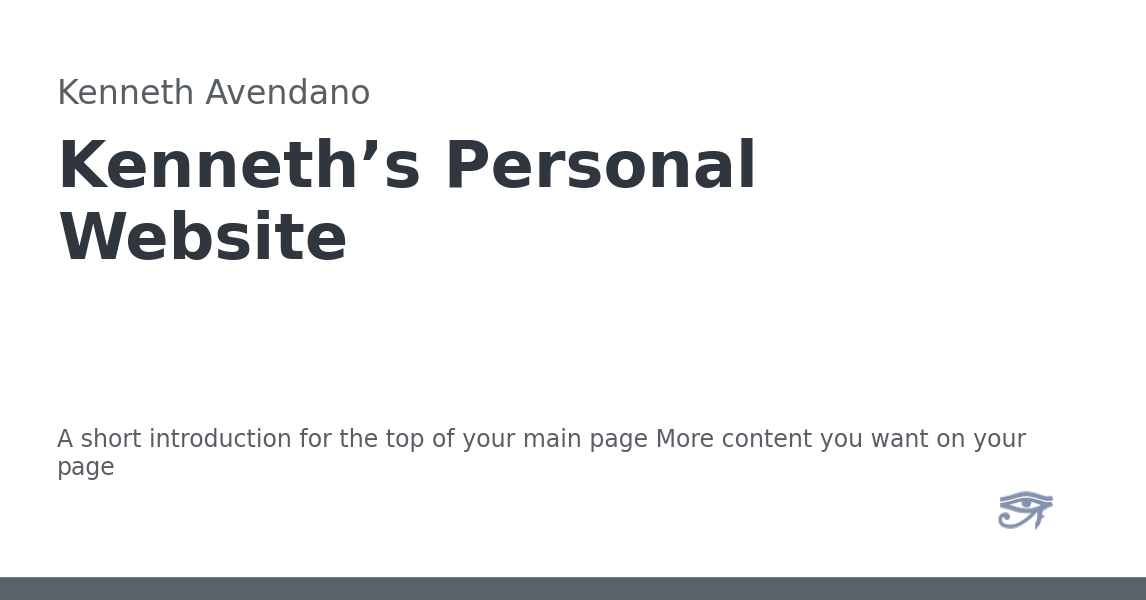 Kenneth Avendano
Kenneth’s Personal
Website
A short introduction for the top of your main page More content you want on your
page